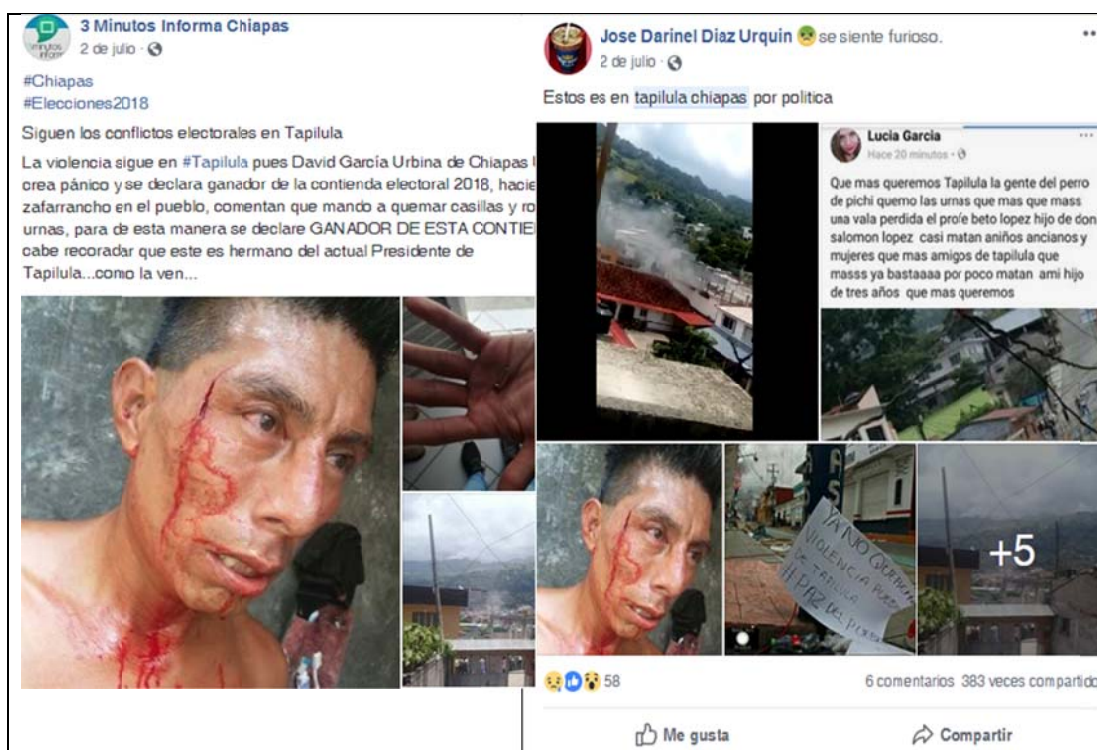 3 Minutos Informa Chiapas
2 de julio
#Chiapas
#Elecciones2018
Siguen los conflictos electorales en Tapilula
La violencia sigue en #Tapilula pues David García Urbina de Chiapas
crea pánico y se declara ganador de la contienda electoral 2018, hacie
zafarrancho en el pueblo, comentan que mando a quemar casillas y ro
urnas, para de esta manera se declare GANADOR DE ESTA CONTIE
cabe recoradar que este es hermano del actual Presidente de
Tapilula...como la ven...
Jose Darinel Diaz Urquin se siente furioso.
2 de julio
Estos es en tapilula chiapas por politica
Lucia Garcia
Hace 20 minutos
Que mas queremos Tapilula la gente del perro
de pichi quemo las urnas que mas que mass
una vala perdida el profe beto lopez hijo de don
salomon lopez casi matan aniños ancianos y
mujeres que mas amigos de tapilula que
masss ya bastaaaa por poco matan ami hijo
de tres años que mas queremos
YA NO QUEREMOS
VIOLENCIA
DE TAPILULA
PAZ DEL
+5
58
6 comentarios 383 veces compartido
Me gusta
Compartir